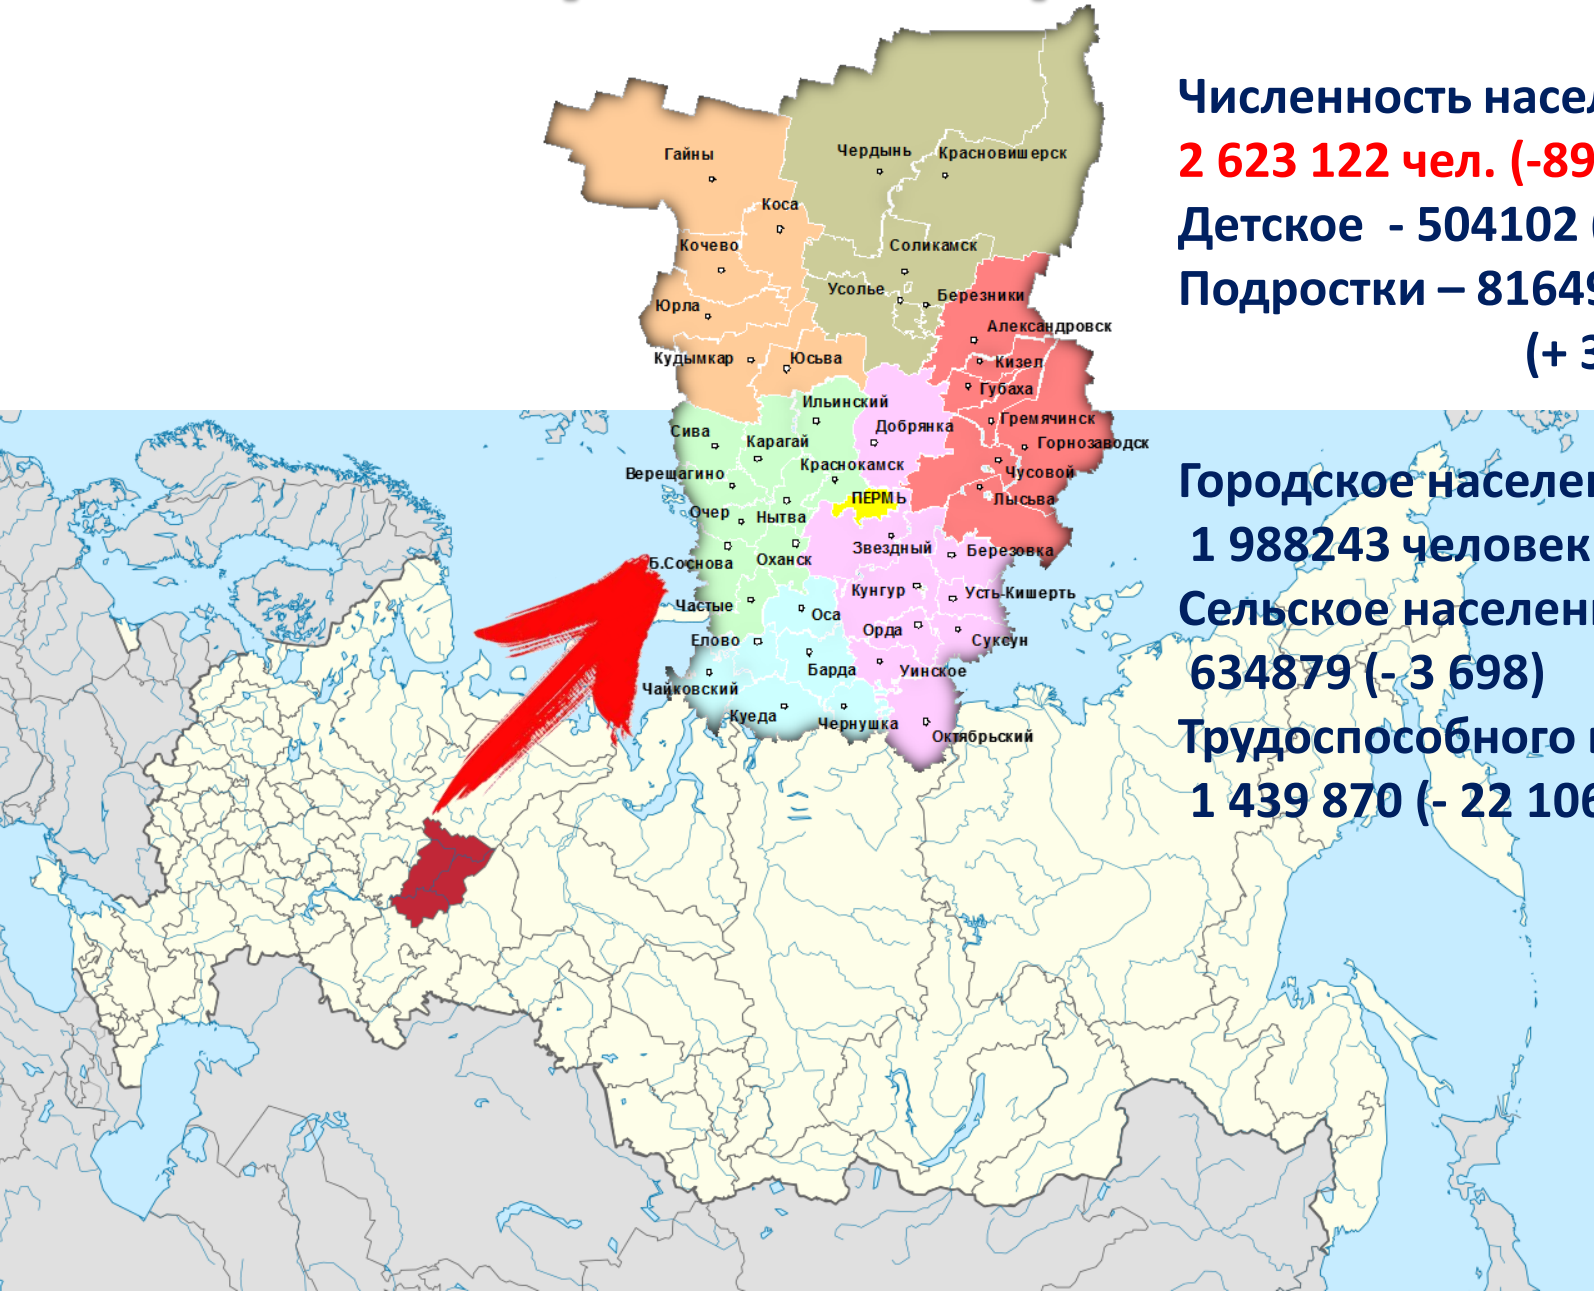 Численность насел
2 623 122 чел. (-89
Детское - 504102 (
Подростки – 81649
(+ 3
Городское населен
1 988243 человек
Сельское населени
634879 (- 3 698)
Трудоспособного
1 439 870 (- 22 106
Гайны
Чердынь
Красновишерск
Коса
Кочево
Соликамск
Усолье
Березники
Юрла
Александровск
Кудымкар
Юсьва
Кизел
Губаха
Ильинский
Добрянка
Гремячинск
Сива
Карагай
Горнозаводск
Верещагино
Краснокамск
Чусовой
ПЕРМЬ
Лысьва
Очер
Нытва
Звездный
Березовка
Б.Соснова
Оханск
Кунгур
Усть-Кишерть
Частые
Оса
Орда
Суксун
Елово
Барда
Уинское
Чайковский
Куеда
Чернушка
Октябрьский